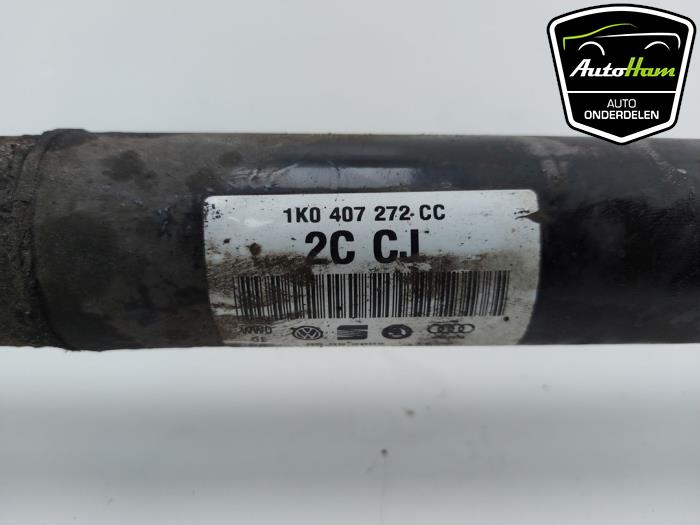 AutoHam
AUTO
ONDERDELEN
1K0 407 272 CC
2C CJ